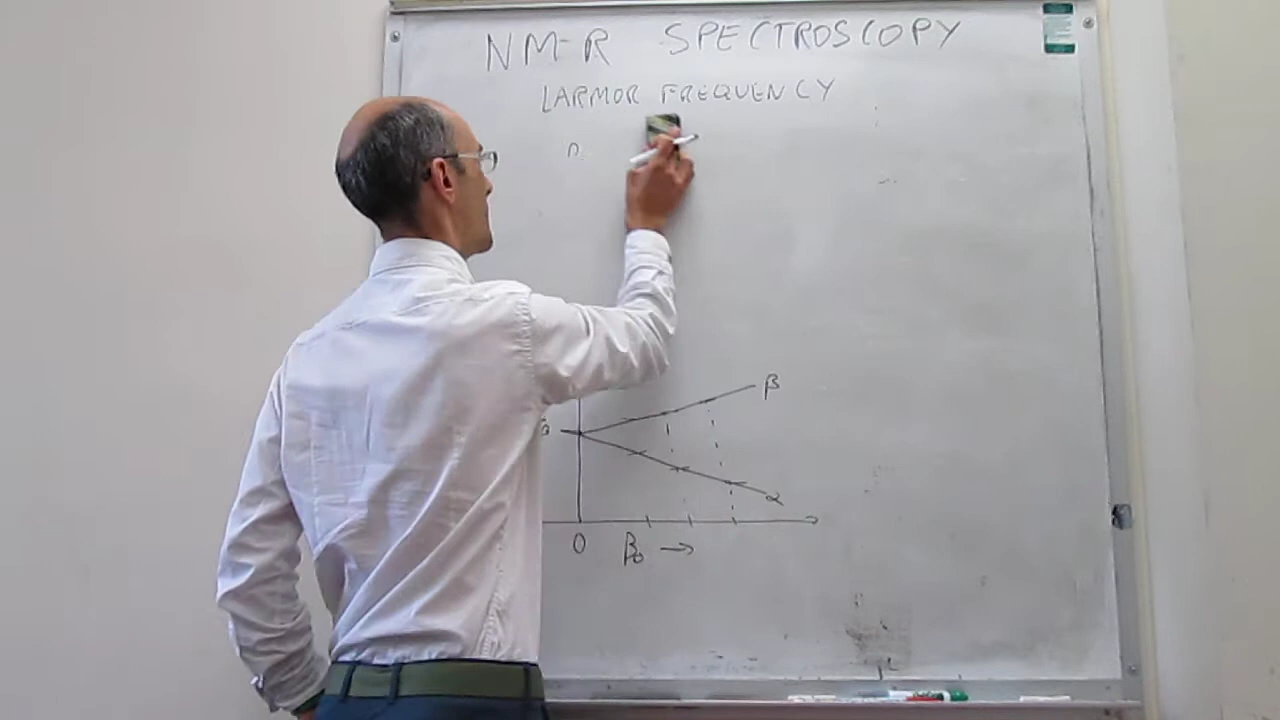 NMR SPECTROSCOPY
LARMOR FREQUENCY
β
α
0 B₀ →